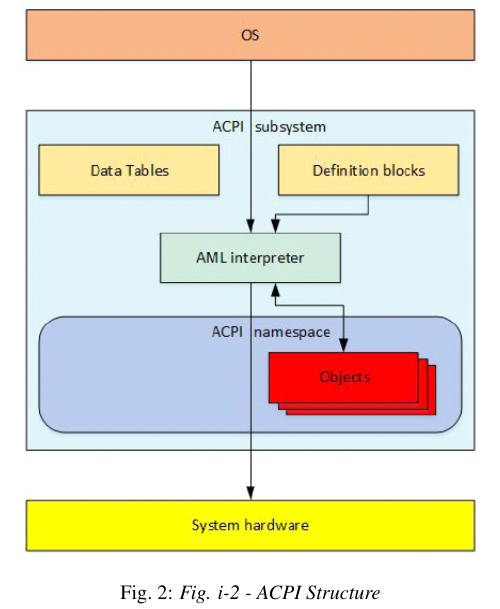 OS
ACPI subsystem
Data Tables
Definition blocks
AML interpreter
ACPI namespace
Objects
System hardware
Fig. 2: Fig. i-2 - ACPI Structure